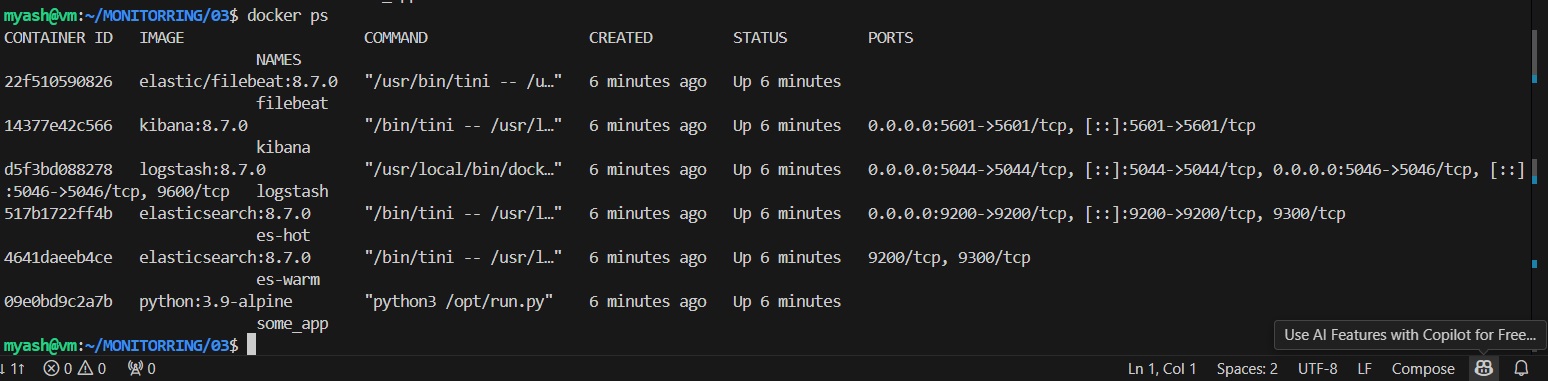 myash@vm:~/MONITORRING/03$ docker ps
CONTAINER ID   IMAGE                    COMMAND                  CREATED         STATUS         PORTS
                            NAMES
22f510590826   elastic/filebeat:8.7.0   "/usr/bin/tini -- /u…"   6 minutes ago   Up 6 minutes
                            filebeat
14377e42c566   kibana:8.7.0             "/bin/tini -- /usr/l…"   6 minutes ago   Up 6 minutes   0.0.0.0:5601->5601/tcp, [::]:5601->5601/tcp
                            kibana
d5f3bd088278   logstash:8.7.0           "/usr/local/bin/dock…"   6 minutes ago   Up 6 minutes   0.0.0.0:5044->5044/tcp, [::]:5044->5044/tcp, 0.0.0.0:5046->5046/tcp, [::]
:5046->5046/tcp, 9600/tcp   logstash
517b1722ff4b   elasticsearch:8.7.0      "/bin/tini -- /usr/l…"   6 minutes ago   Up 6 minutes   0.0.0.0:9200->9200/tcp, [::]:9200->9200/tcp, 9300/tcp
                            es-hot
4641daeeb4ce   elasticsearch:8.7.0      "/bin/tini -- /usr/l…"   6 minutes ago   Up 6 minutes   9200/tcp, 9300/tcp
                            es-warm
09e0bd9c2a7b   python:3.9-alpine        "python3 /opt/run.py"    6 minutes ago   Up 6 minutes
                            some_app
myash@vm:~/MONITORRING/03$
Use AI Features with Copilot for Free...
↓ 1↑ 0 0 0 Ln 1, Col 1 Spaces: 2 UTF-8 LF Compose